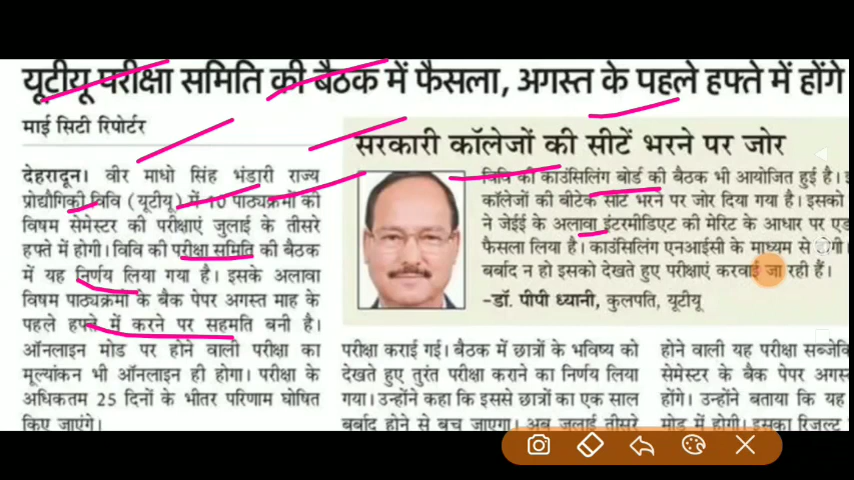 यूटीयू परीक्षा समिति की बैठक में फैसला, अगस्त के पहले हफ्ते में होंगे
माई सिटी रिपोर्टर
देहरादून। वीर माधो सिंह भंडारी राज्य
प्रोद्यौगिकी विवि (यूटीयू) में 10 पाठ्यक्रमों की
विषम सेमेस्टर की परीक्षाएं जुलाई के तीसरे
हफ्ते में होगी। विवि की परीक्षा समिति की बैठक
में यह निर्णय लिया गया है। इसके अलावा
विषम पाठ्यक्रमों के बैक पेपर अगस्त माह के
पहले हफ्ते में करने पर सहमति बनी है।
ऑनलाइन मोड पर होने वाली परीक्षा का
मूल्यांकन भी ऑनलाइन ही होगा। परीक्षा के
अधिकतम 25 दिनों के भीतर परिणाम घोषित
किए जाएंगे।
सरकारी कॉलेजों की सीटें भरने पर जोर
विवि की काउंसिलिंग बोर्ड की बैठक भी आयोजित हुई है।
कॉलेजों की बीटेक सीटें भरने पर जोर दिया गया है। इसको
ने जेईई के अलावा इंटरमीडिएट की मेरिट के आधार पर
फैसला लिया है। काउंसिलिंग एनआईसी के माध्यम से होगी।
बर्बाद न हो इसको देखते हुए परीक्षाएं करवाई जा रही हैं।
-डॉ. पीपी ध्यानी, कुलपति, यूटीयू
परीक्षा कराई गई। बैठक में छात्रों के भविष्य को
देखते हुए तुरंत परीक्षा कराने का निर्णय लिया
गया। उन्होंने कहा कि इससे छात्रों का एक साल
बर्बाद होने से बच जाएगा। अब जुलाई तीसरे
होने वाली यह परीक्षा
सेमेस्टर के बैक पेपर
होंगे। उन्होंने बताया कि यह
मोड में होगी। इसका रिजल्ट